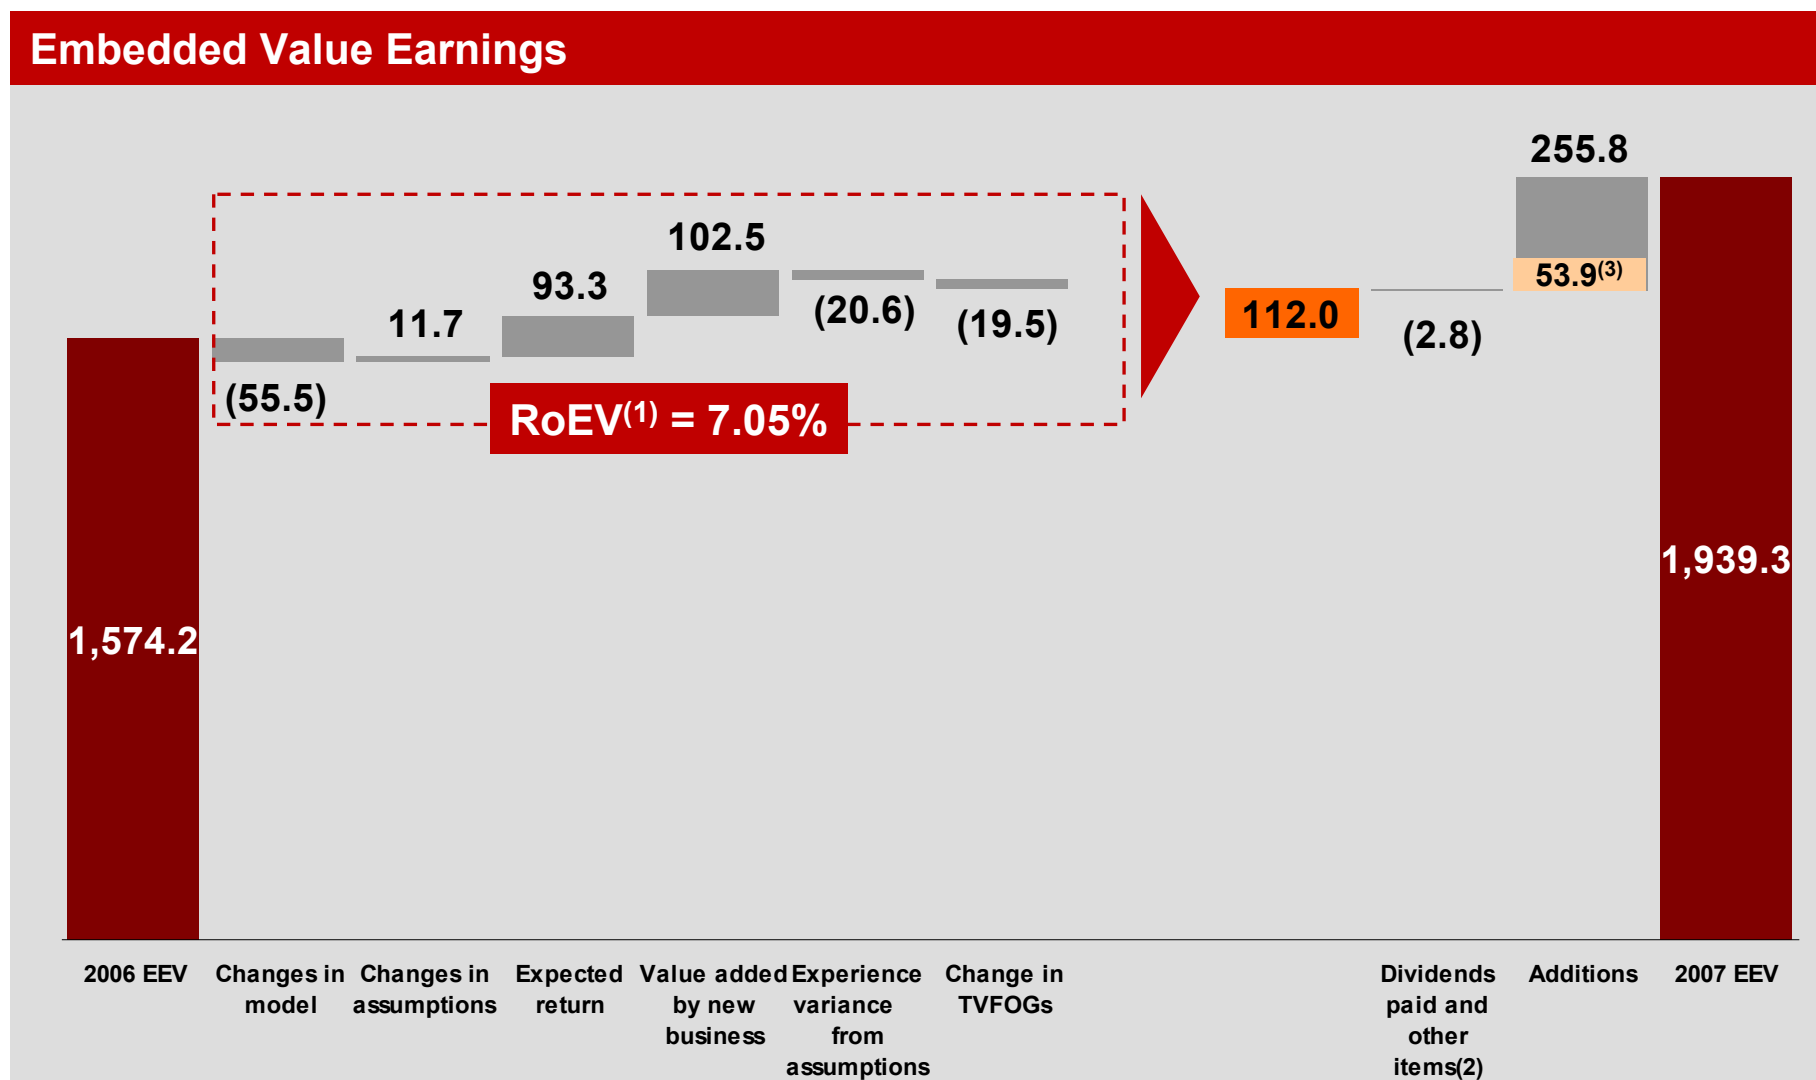 Embedded Value Earnings
255.8
102.5
53.9(3)
93.3
11.7
(20.6)
(19.5)
112.0
(2.8)
(55.5)
RoEV(1) = 7.05%
1,574.2
1,939.3
2006 EEV
Changes in
model
Changes in
assumptions
Expected
return
Value added
by new
business
Experience
variance
from
assumptions
Change in
TVFOGs
Dividends
paid and
other
items(2)
Additions
2007 EEV